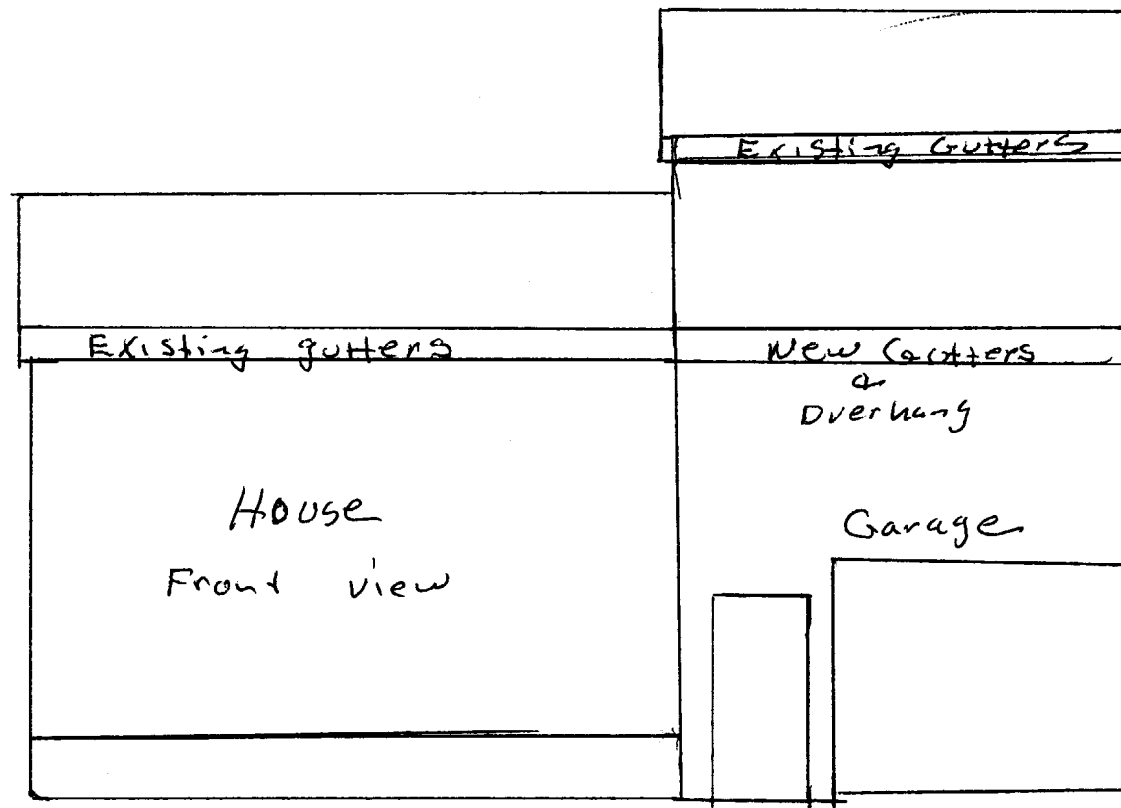 Existing Gutters
Existing gutters
New Gutters
&
Overhang
House
Front view
Garage